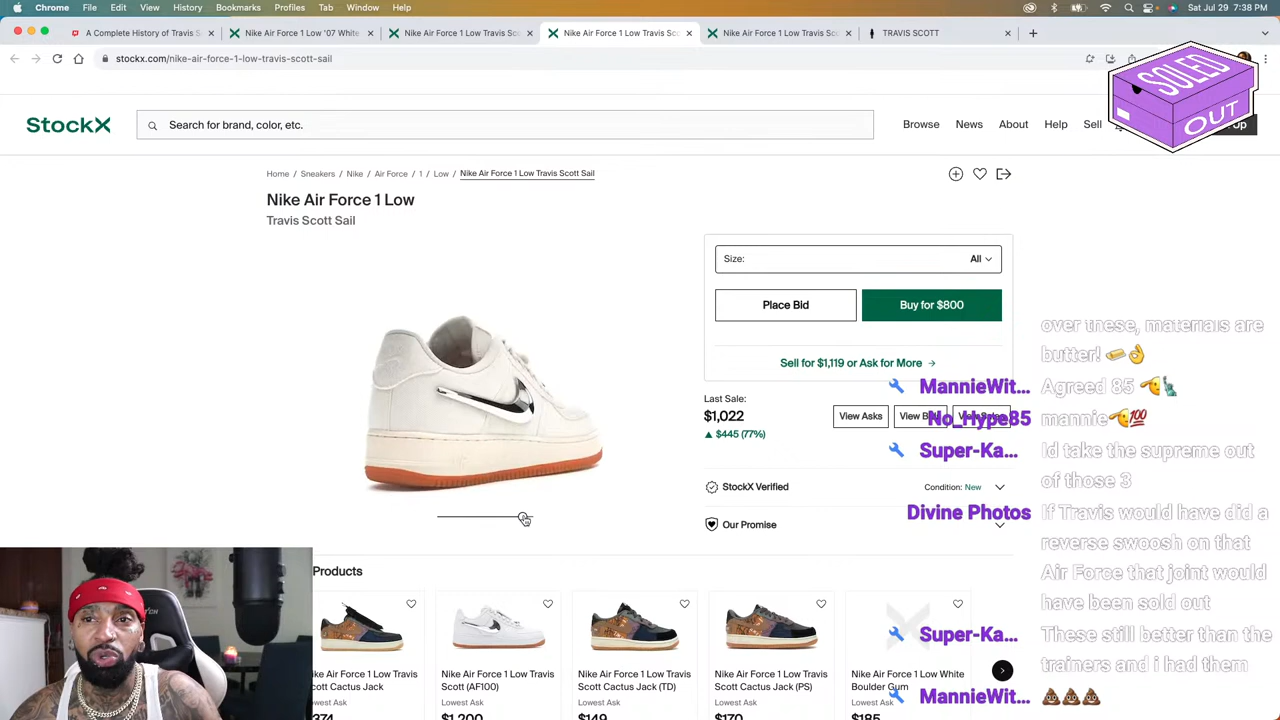 Chrome File Edit View History Bookmarks Profiles Tab Window Help
Sat Jul 29 7:38 PM
A Complete History of Travis S
Nike Air Force 1 Low '07 White
Nike Air Force 1 Low Travis Sc
Nike Air Force 1 Low Travis Sc
Nike Air Force 1 Low Travis Sc
TRAVIS SCOTT
stockx.com/nike-air-force-1-low-travis-scott-sail
SOLED
OUT
StockX
Search for brand, color, etc.
Browse News About Help Sell
Up
Home / Sneakers / Nike / Air Force / 1 / Low / Nike Air Force 1 Low Travis Scott Sail
Nike Air Force 1 Low
Travis Scott Sail
Size: All
Place Bid
Buy for $800
Sell for $1,119 or Ask for More →
Last Sale:
$1,022
▲ $445 (77%)
View Asks
StockX Verified
Condition: New
Our Promise
over these, materials are
butter!
MannieWit... Agreed 85
No_Hype85 mannie
Super-Ka... Id take the supreme out
of those 3
Divine Photos If Travis would have did a
reverse swoosh on that
Air Force that joint would
have been sold out
Super-Ka... These still better than the
trainers and i had them
MannieWit...
Products
cott Cactus Jack
Lowest Ask
374
Nike Air Force 1 Low Travis
Scott (AF100)
Lowest Ask
$1,200
Nike Air Force 1 Low Travis
Scott Cactus Jack (TD)
Lowest Ask
$149
Nike Air Force 1 Low Travis
Scott Cactus Jack (PS)
Lowest Ask
$170
Nike Air Force 1 Low White
Boulder Gum
Lowest Ask
$185